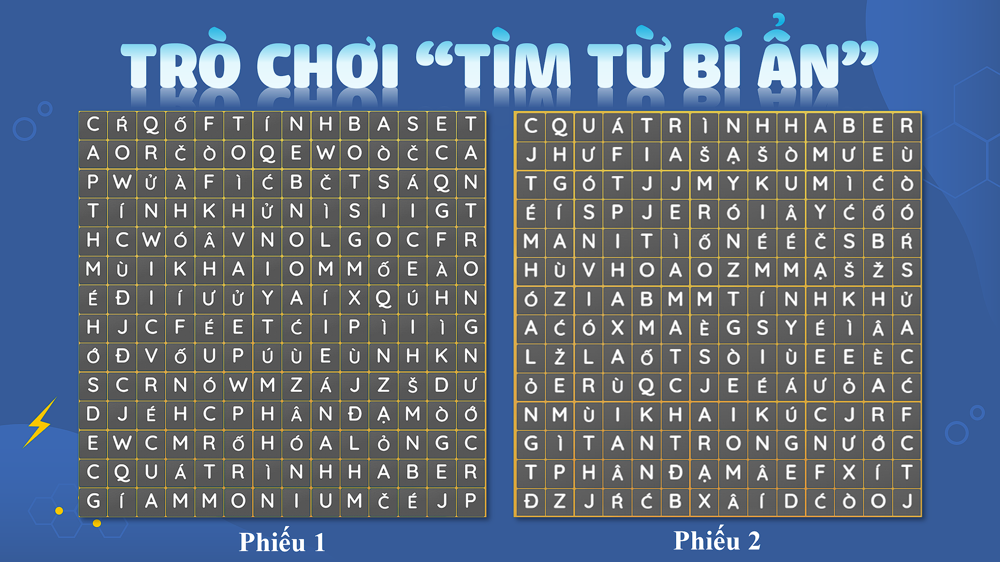 TRÒ CHƠI “TÌM TỪ BÍ ẨN”
C Ŕ Q Ố F T Í N H B A S E T
A O R Č Ò O Q E W O Ò Č C A
P W Ử À F Ì Ć B Č T S Á Q N
T Í N H K H Ử N Ì S I I G T
H C W Ó Â V N O L G O C F R
M Ù I K H A I O M M Ố E À O
É Đ I Í Ư Ử Y A Í X Q Ú H N
H J C F É E T Ć I P Ì I Ì G
Ớ Đ V Ố U P Ú Ù E Ù N H K N
S C R N Ó W M Z Á J Z Š D Ư
D J É H C P H Â N Đ Ạ M Ò Ớ
E W C M R Ố H Ó A L Ỏ N G C
C Q U Á T R Ì N H H A B E R
G Í A M M O N I U M Č É J P
Phiếu 1
C Q U Á T R Ì N H H A B E R
J H Ư F I A Š Ạ Š Ò M Ư E Ù
T G Ó T J J M Y K U M Ì Ć Ò
É Í S P J E R Ó I Â Y Ć Ố Ó
M A N I T Ì Ố N É É Č S B Ŕ
H Ù V H O A O Z M M Ạ Š Ž S
Ó Z I A B M M T Í N H K H Ử
A Ć Ó X M A È G S Y É Ì Â A
L Ž L A Ố T S Ò I Ù E E È C
Ỏ E R Ù Q C J E É Á Ư Ỏ A Ć
N M Ù I K H A I K Ú C J R F
G Ì T A N T R O N G N Ư Ớ C
T P H Â N Đ Ạ M Â E F X Í T
Đ Z J Ŕ Ć B X Â Í D Ć Ò O J
Phiếu 2